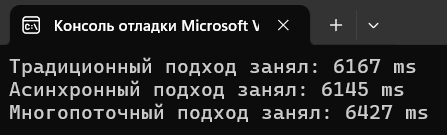 Консоль отладки Microsoft V
Традиционный подход занял: 6167 ms
Асинхронный подход занял: 6145 ms
Многопоточный подход занял: 6427 ms